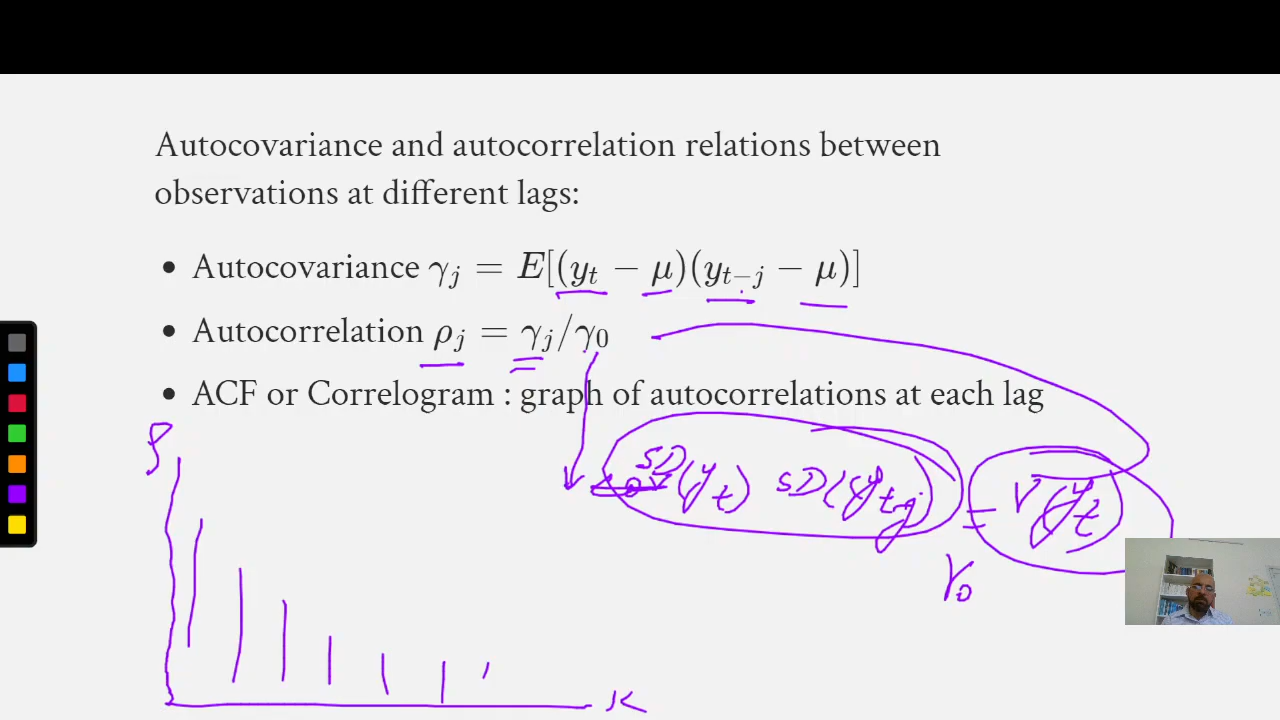 Autocovariance and autocorrelation relations between
observations at different lags:
• Autocovariance γⱼ = E[(yₜ − μ)(yₜ₋ⱼ − μ)]
• Autocorrelation ρⱼ = γⱼ/γ₀
• ACF or Correlogram : graph of autocorrelations at each lag
ρ
SD(yₜ) SD(yₜ₋ⱼ) = V(yₜ)
γ₀
K